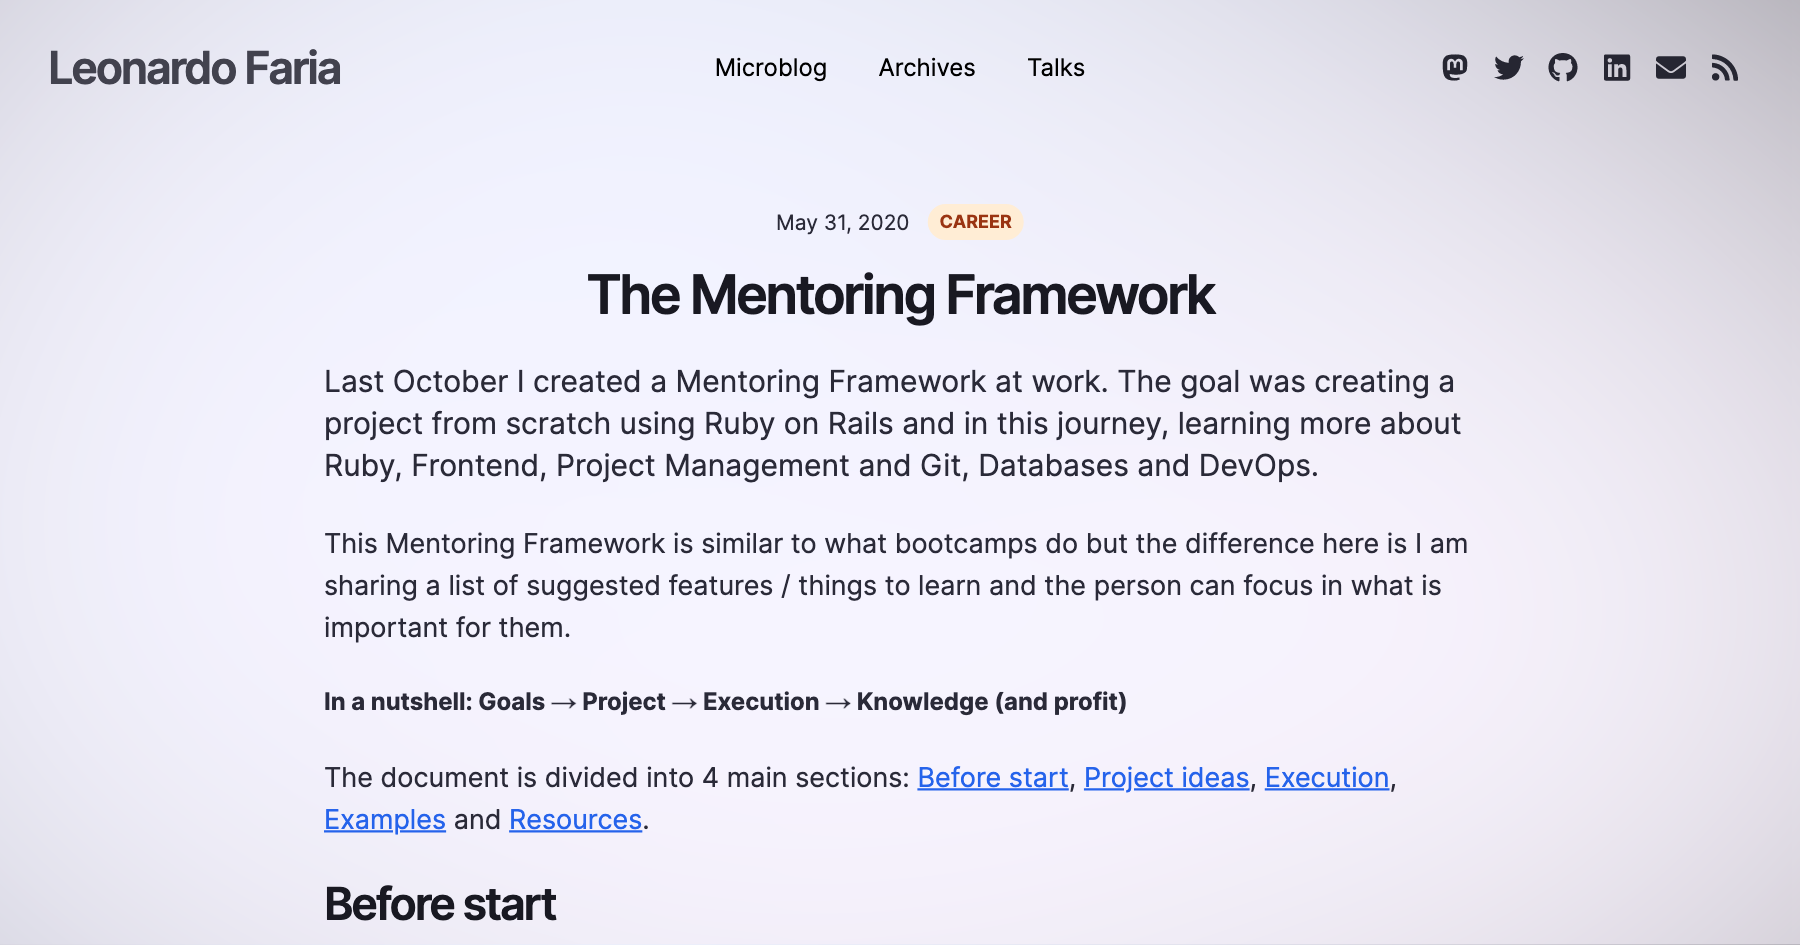 Leonardo Faria
Microblog Archives Talks
May 31, 2020 CAREER
The Mentoring Framework
Last October I created a Mentoring Framework at work. The goal was creating a
project from scratch using Ruby on Rails and in this journey, learning more about
Ruby, Frontend, Project Management and Git, Databases and DevOps.
This Mentoring Framework is similar to what bootcamps do but the difference here is I am
sharing a list of suggested features / things to learn and the person can focus in what is
important for them.
In a nutshell: Goals → Project → Execution → Knowledge (and profit)
The document is divided into 4 main sections: Before start, Project ideas, Execution,
Examples and Resources.
Before start